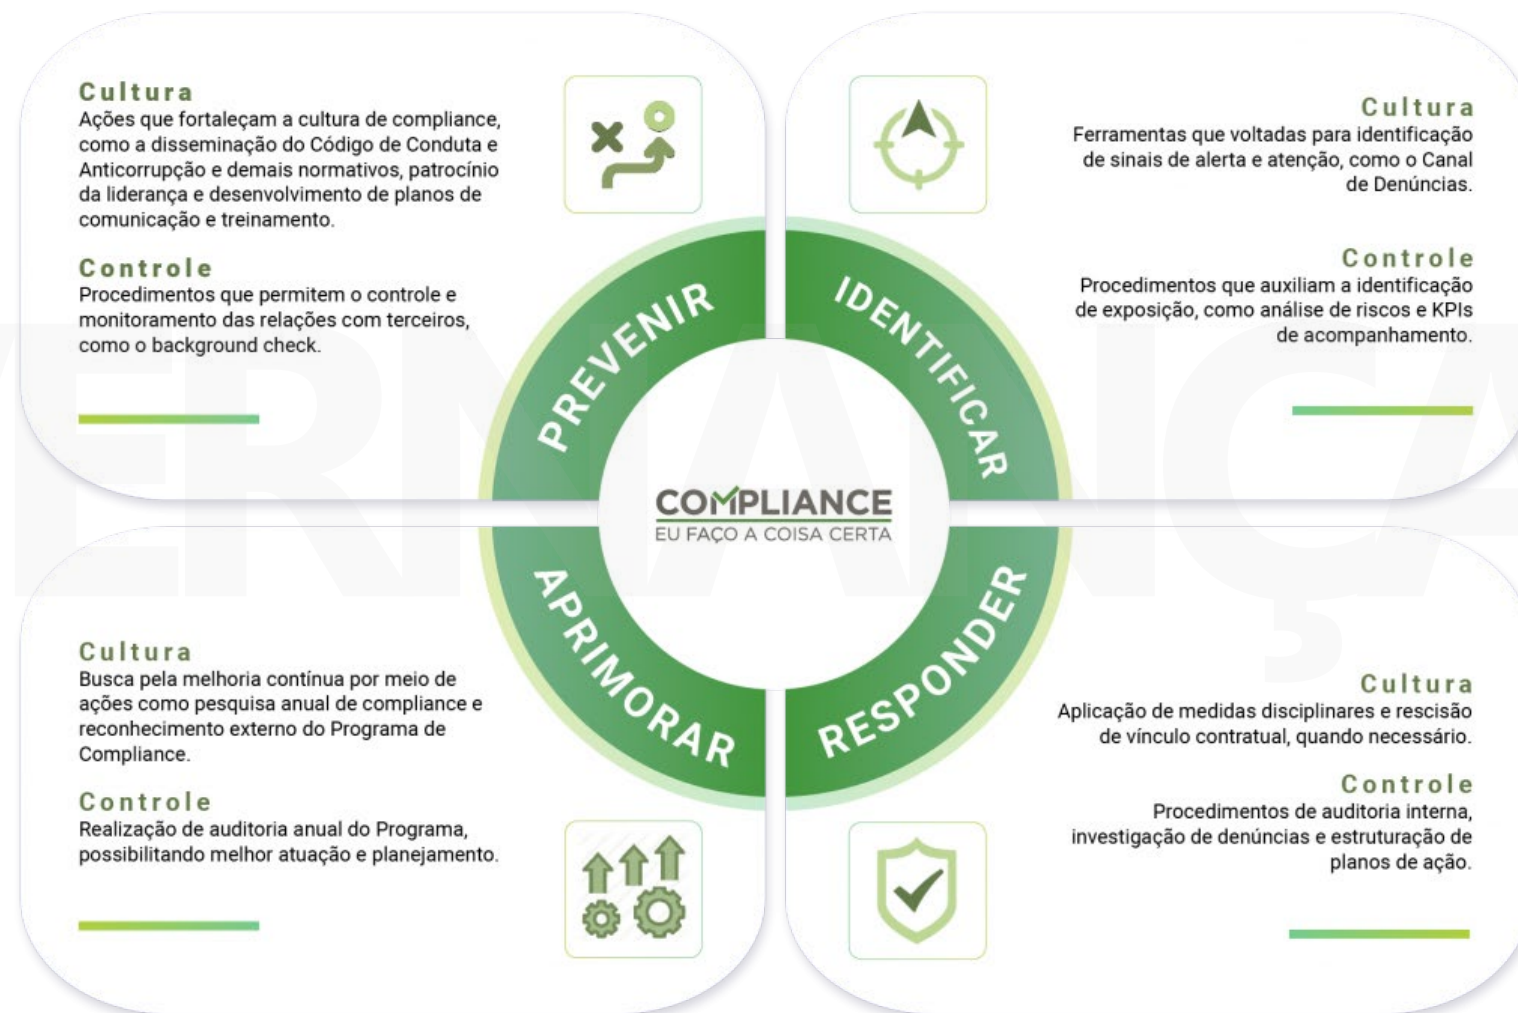 Cultura
Ações que fortaleçam a cultura de compliance,
como a disseminação do Código de Conduta e
Anticorrupção e demais normativos, patrocínio
da liderança e desenvolvimento de planos de
comunicação e treinamento.
Controle
Procedimentos que permitem o controle e
monitoramento das relações com terceiros,
como o background check.
PREVENIR
Cultura
Ferramentas que voltadas para identificação
de sinais de alerta e atenção, como o Canal
de Denúncias.
Controle
Procedimentos que auxiliam a identificação
de exposição, como análise de riscos e KPIs
de acompanhamento.
IDENTIFICAR
COMPLIANCE
EU FAÇO A COISA CERTA
Cultura
Busca pela melhoria contínua por meio de
ações como pesquisa anual de compliance e
reconhecimento externo do Programa de
Compliance.
Controle
Realização de auditoria anual do Programa,
possibilitando melhor atuação e planejamento.
APRIMORAR
Cultura
Aplicação de medidas disciplinares e rescisão
de vínculo contratual, quando necessário.
Controle
Procedimentos de auditoria interna,
investigação de denúncias e estruturação de
planos de ação.
RESPONDER